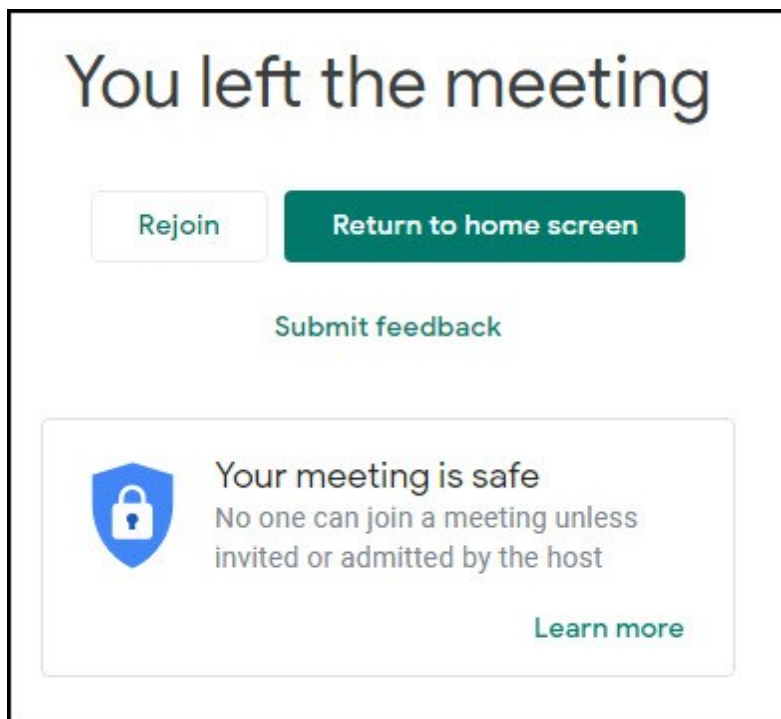 You left the meeting
Rejoin
Return to home screen
Submit feedback
Your meeting is safe
No one can join a meeting unless
invited or admitted by the host
Learn more